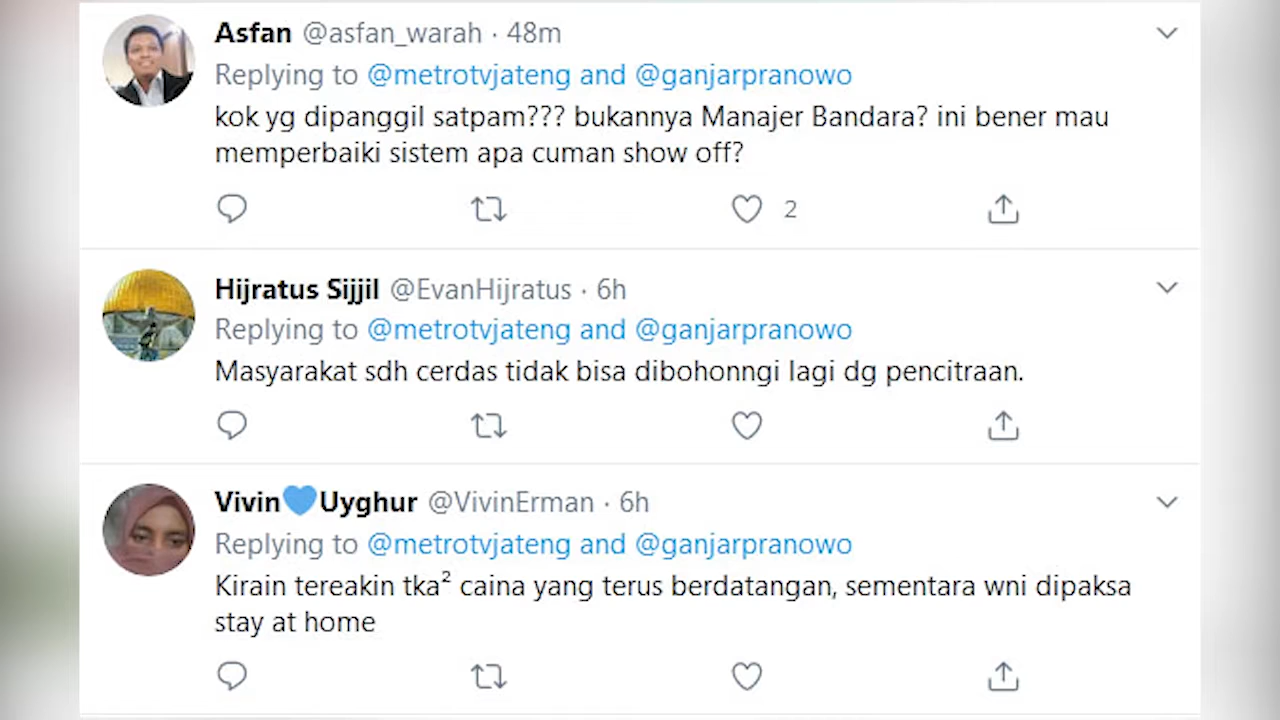 Asfan @asfan_warah · 48m
Replying to @metrotvjateng and @ganjarpranowo
kok yg dipanggil satpam??? bukannya Manajer Bandara? ini bener mau
memperbaiki sistem apa cuman show off?
2
Hijratus Sijjil @EvanHijratus · 6h
Replying to @metrotvjateng and @ganjarpranowo
Masyarakat sdh cerdas tidak bisa dibohonngi lagi dg pencitraan.
Vivin💙Uyghur @VivinErman · 6h
Replying to @metrotvjateng and @ganjarpranowo
Kirain tereakin tka² caina yang terus berdatangan, sementara wni dipaksa
stay at home